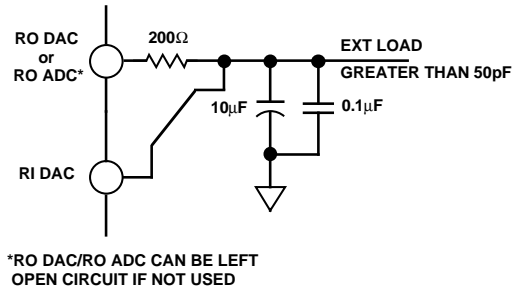 RO DAC
or
RO ADC*
200Ω
EXT LOAD
GREATER THAN 50pF
10µF
0.1µF
RI DAC
*RO DAC/RO ADC CAN BE LEFT
OPEN CIRCUIT IF NOT USED